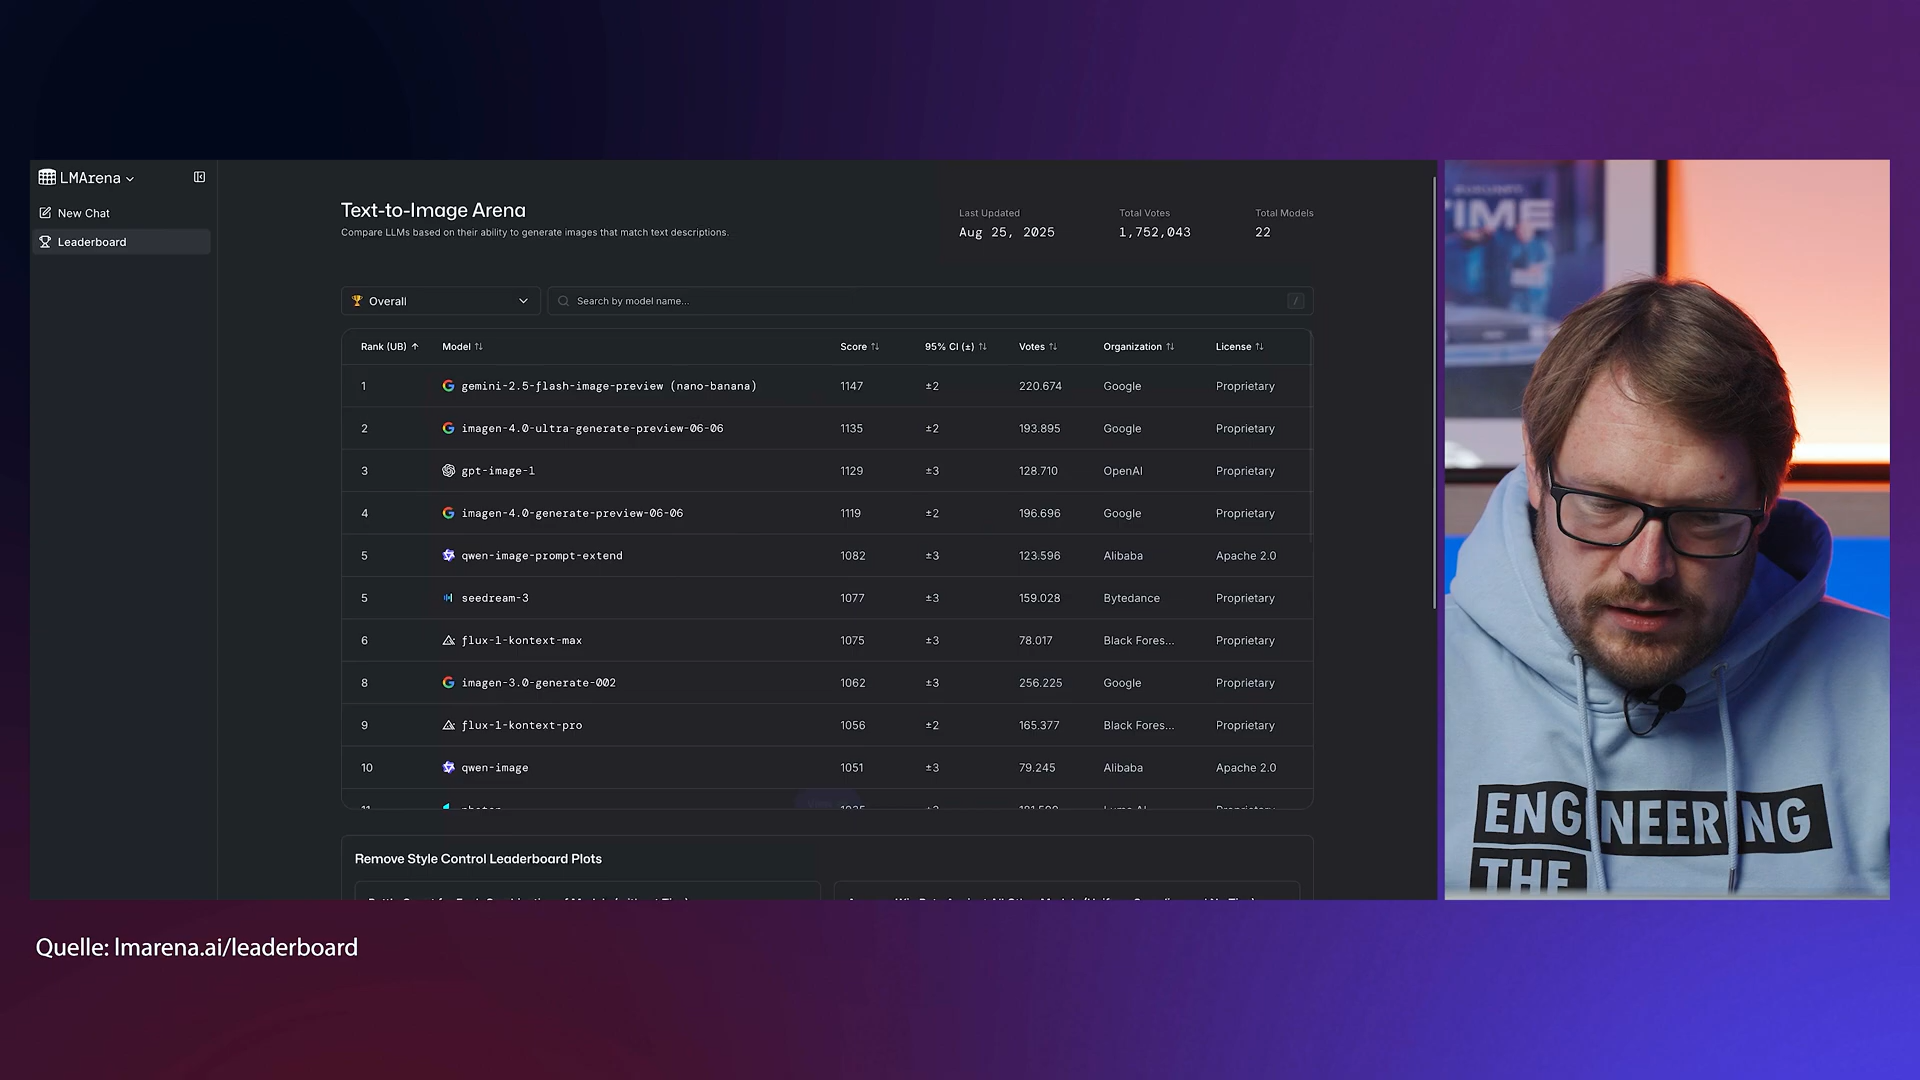 LMArena
New Chat
Leaderboard
Text-to-Image Arena
Compare LLMs based on their ability to generate images that match text descriptions.
Last Updated
Aug 25, 2025
Total Votes
1,752,043
Total Models
22
Overall
Search by model name...
/
Rank (UB) Model Score 95% CI (±) Votes Organization License
1 gemini-2.5-flash-image-preview (nano-banana) 1147 ±2 220.674 Google Proprietary
2 imagen-4.0-ultra-generate-preview-06-06 1135 ±2 193.895 Google Proprietary
3 gpt-image-1 1129 ±3 128.710 OpenAI Proprietary
4 imagen-4.0-generate-preview-06-06 1119 ±2 196.696 Google Proprietary
5 qwen-image-prompt-extend 1082 ±3 123.596 Alibaba Apache 2.0
5 seedream-3 1077 ±3 159.028 Bytedance Proprietary
6 flux-1-kontext-max 1075 ±3 78.017 Black Fores... Proprietary
8 imagen-3.0-generate-002 1062 ±3 256.225 Google Proprietary
9 flux-1-kontext-pro 1056 ±2 165.377 Black Fores... Proprietary
10 qwen-image 1051 ±3 79.245 Alibaba Apache 2.0
Remove Style Control Leaderboard Plots
TIME
ENGINEERING
THE
Quelle: lmarena.ai/leaderboard